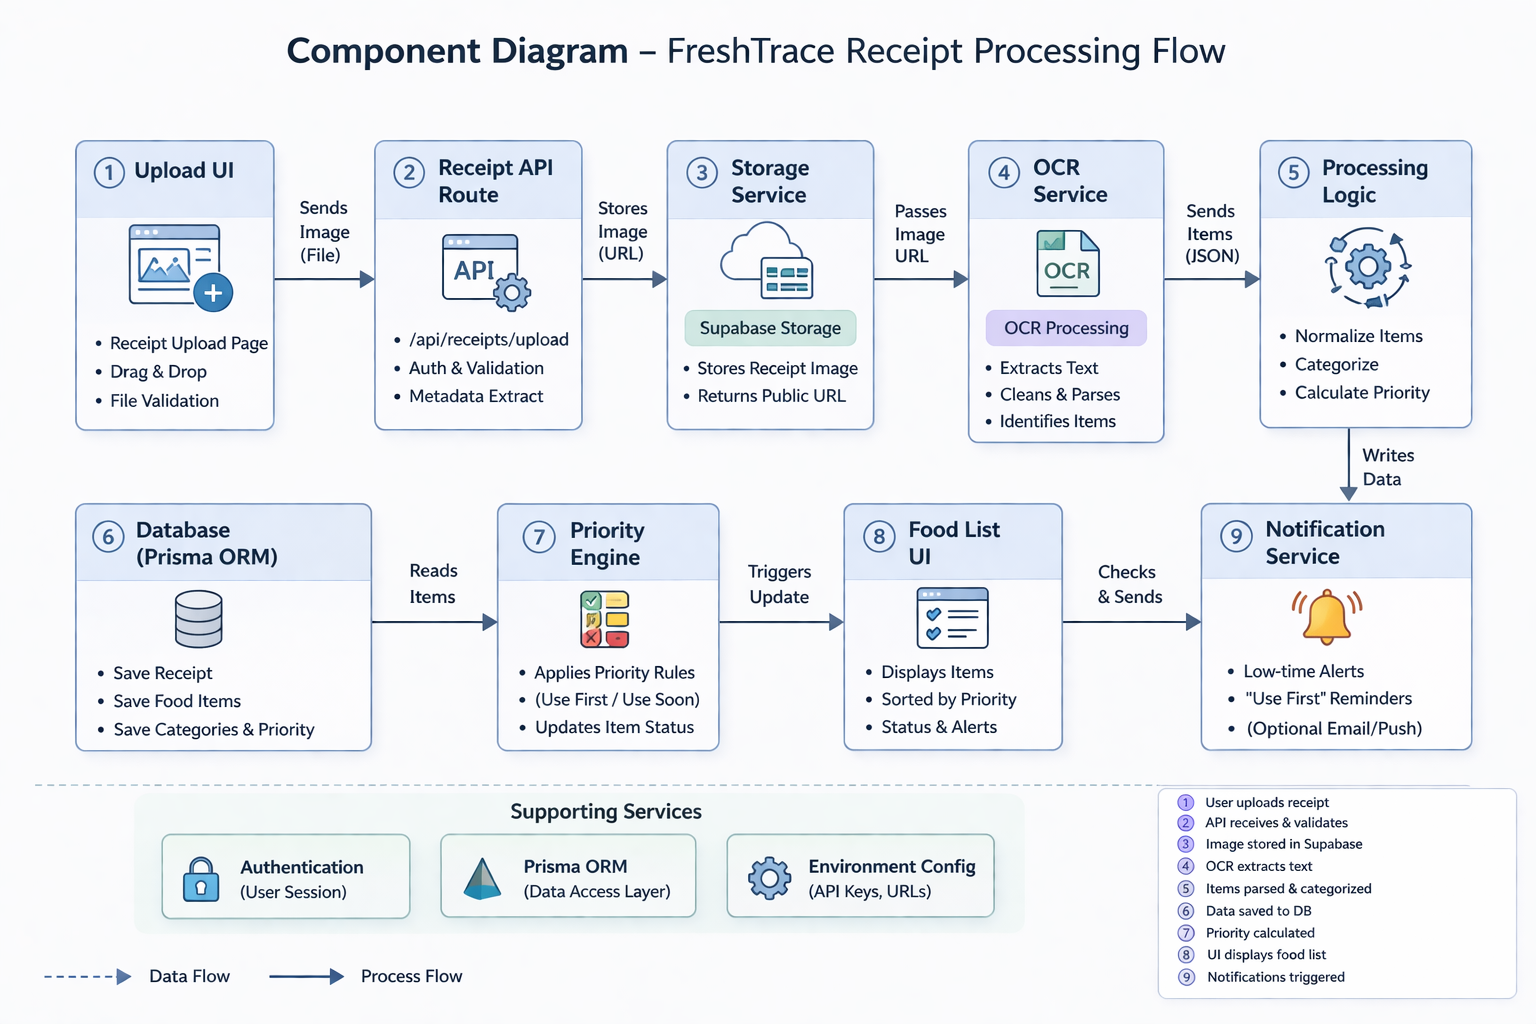 Component Diagram – FreshTrace Receipt Processing Flow
1 Upload UI
Receipt Upload Page
• Drag & Drop
• File Validation
Sends
Image
(File)
2 Receipt API
Route
API
• /api/receipts/upload
• Auth & Validation
• Metadata Extract
Stores
Image
(URL)
3 Storage
Service
Supabase Storage
• Stores Receipt Image
• Returns Public URL
Passes
Image
URL
4 OCR
Service
OCR
OCR Processing
• Extracts Text
• Cleans & Parses
• Identifies Items
Sends
Items
(JSON)
5 Processing
Logic
• Normalize Items
• Categorize
• Calculate Priority
Writes
Data
6 Database
(Prisma ORM)
• Save Receipt
• Save Food Items
• Save Categories & Priority
Reads
Items
7 Priority
Engine
• Applies Priority Rules
• (Use First / Use Soon)
• Updates Item Status
Triggers
Update
8 Food List
UI
• Displays Items
• Sorted by Priority
• Status & Alerts
Checks
& Sends
9 Notification
Service
• Low-time Alerts
• "Use First" Reminders
• (Optional Email/Push)
Supporting Services
Authentication
(User Session)
Prisma ORM
(Data Access Layer)
Environment Config
(API Keys, URLs)
1 User uploads receipt
2 API receives & validates
3 Image stored in Supabase
4 OCR extracts text
5 Items parsed & categorized
6 Data saved to DB
7 Priority calculated
8 UI displays food list
9 Notifications triggered
Data Flow
Process Flow